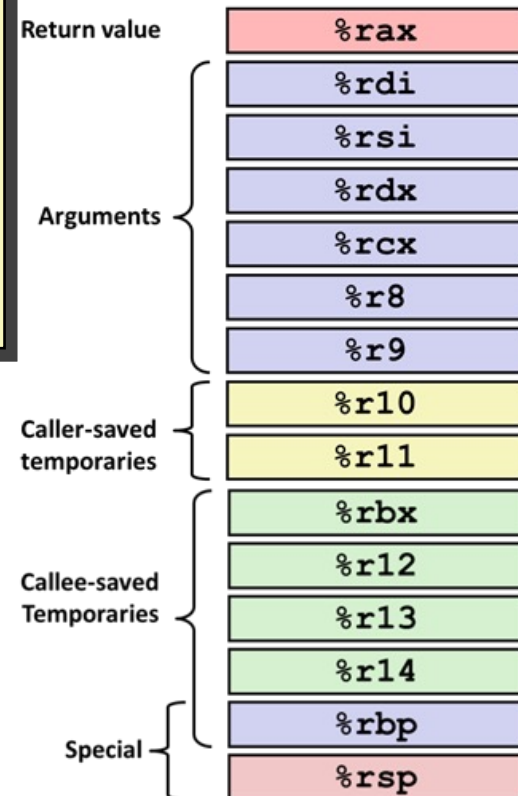 Return value
%rax
Arguments
%rdi
%rsi
%rdx
%rcx
%r8
%r9
Caller-saved
temporaries
%r10
%r11
Callee-saved
Temporaries
%rbx
%r12
%r13
%r14
%rbp
Special
%rsp